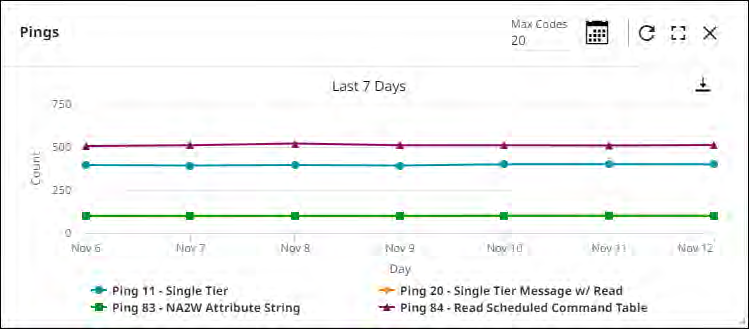 Pings
Max Codes
20
Last 7 Days
750
500
250
0
Count
Nov 6 Nov 7 Nov 8 Nov 9 Nov 10 Nov 11 Nov 12
Day
Ping 11 - Single Tier Ping 20 - Single Tier Message w/ Read
Ping 83 - NA2W Attribute String Ping 84 - Read Scheduled Command Table